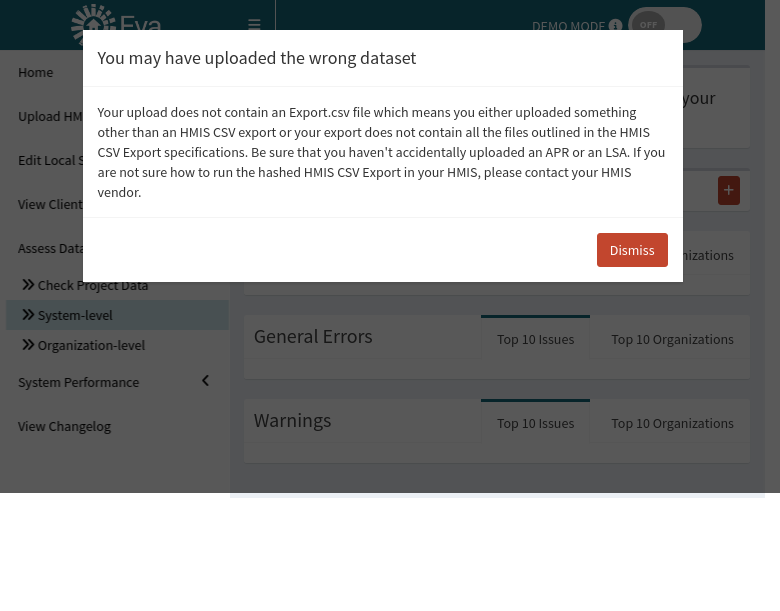 Eva
☰
DEMO MODE
OFF
You may have uploaded the wrong dataset
Your upload does not contain an Export.csv file which means you either uploaded something
other than an HMIS CSV export or your export does not contain all the files outlined in the HMIS
CSV Export specifications. Be sure that you haven't accidentally uploaded an APR or an LSA. If you
are not sure how to run the hashed HMIS CSV Export in your HMIS, please contact your HMIS
vendor.
Dismiss
Home
Upload HM
Edit Local S
View Client
Assess Data
Check Project Data
System-level
Organization-level
System Performance
View Changelog
your
+
nizations
General Errors
Top 10 Issues
Top 10 Organizations
Warnings
Top 10 Issues
Top 10 Organizations